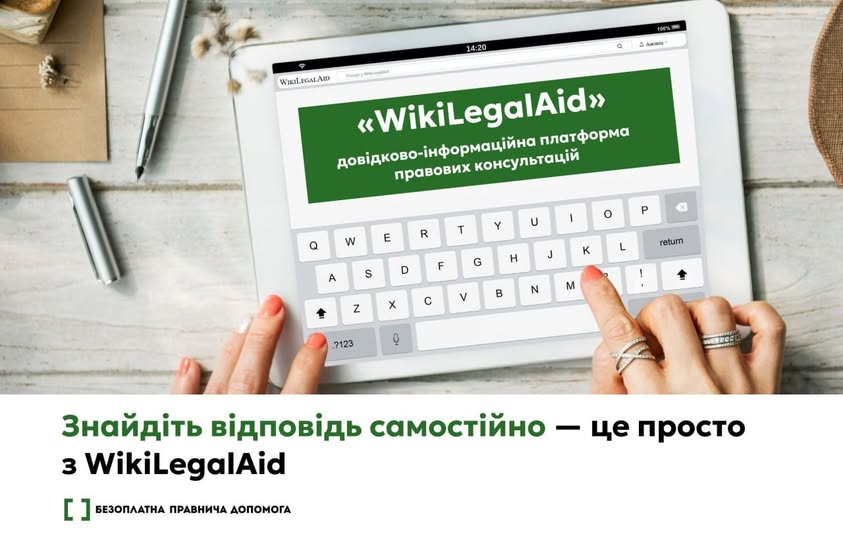 14:20
100%
WIKILEGALAID
«WikiLegalAid»
довідково-інформаційна платформа
правових консультацій
Q W E R T Y U I O P
A S D F G H J K L return
Z X C V B N M ! ,
.?123
Знайдіть відповідь самостійно — це просто
з WikiLegalAid
БЕЗОПЛАТНА ПРАВНИЧА ДОПОМОГА